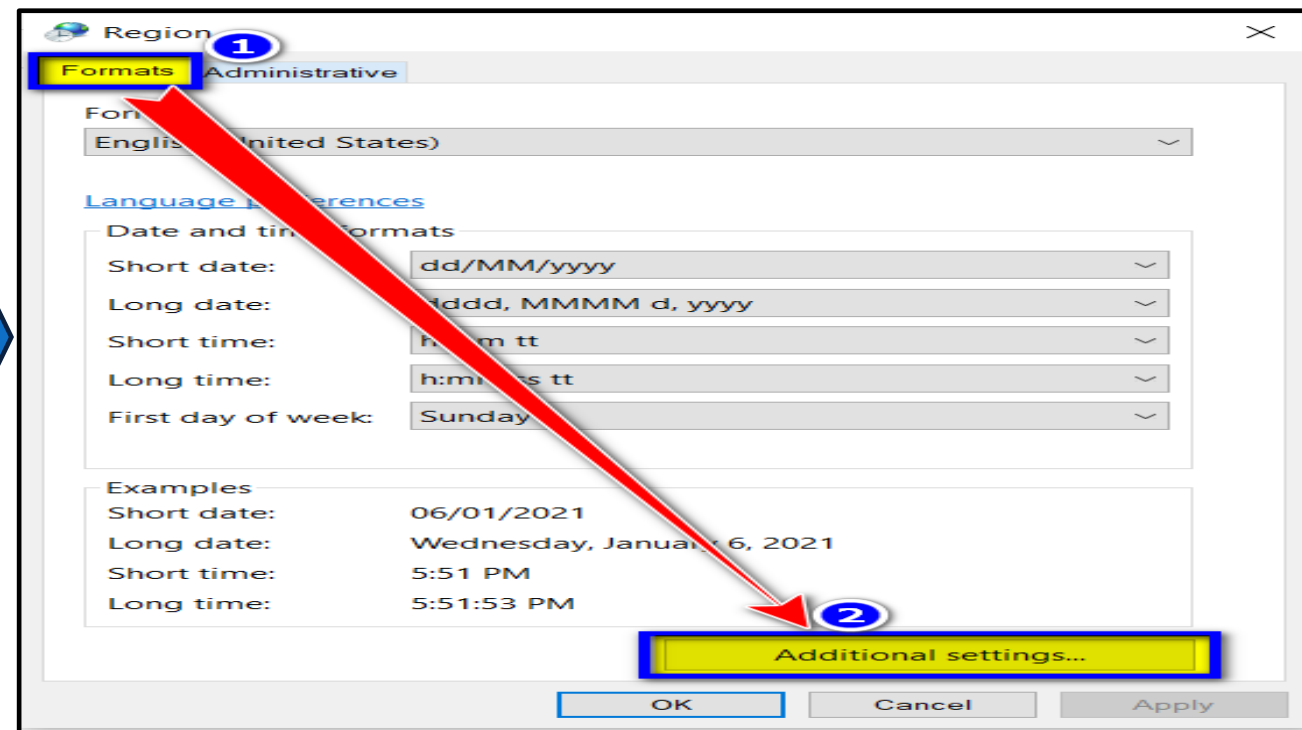 Region
1
Formats Administrative
English United States)
Language
Date and formats
Short date: dd/MM/yyyy
Long date: dddd, MMMM d, yyyy
Short time: tt
Long time: tt
First day of week: Sunday
Examples
Short date: 06/01/2021
Long date: Wednesday, January 6, 2021
Short time: 5:51 PM
Long time: 5:51:53 PM
2
Additional settings...
OK Cancel Apply